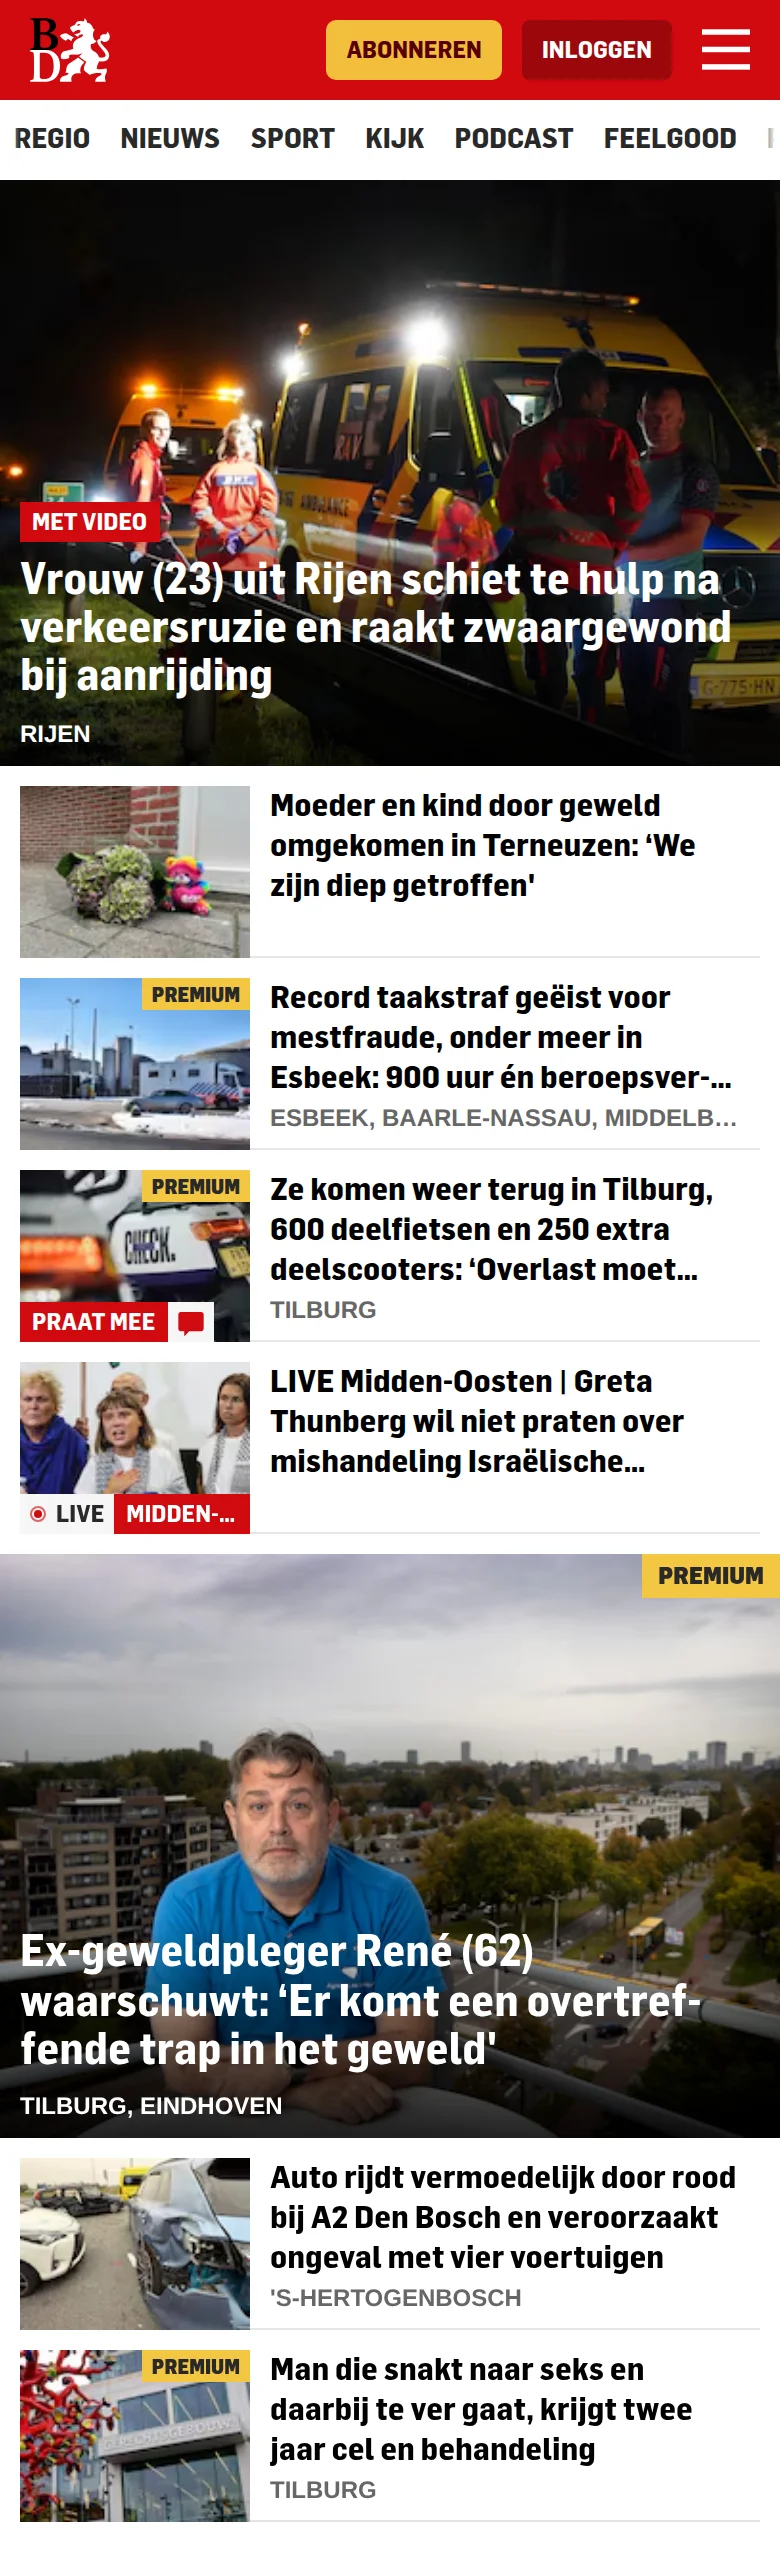 BD
ABONNEREN
INLOGGEN
REGIO NIEUWS SPORT KIJK PODCAST FEELGOOD
AMBULANCE
G-775-HN
MET VIDEO
Vrouw (23) uit Rijen schiet te hulp na
verkeersruzie en raakt zwaargewond
bij aanrijding
RIJEN
Moeder en kind door geweld
omgekomen in Terneuzen: ‘We
zijn diep getroffen'
PREMIUM
Record taakstraf geëist voor
mestfraude, onder meer in
Esbeek: 900 uur én beroepsver-...
ESBEEK, BAARLE-NASSAU, MIDDELB...
PREMIUM
CHECK.
PRAAT MEE
Ze komen weer terug in Tilburg,
600 deelfietsen en 250 extra
deelscooters: ‘Overlast moet...
TILBURG
LIVE MIDDEN-...
LIVE Midden-Oosten | Greta
Thunberg wil niet praten over
mishandeling Israëlische...
PREMIUM
Ex-geweldpleger René (62)
waarschuwt: ‘Er komt een overtref-
fende trap in het geweld'
TILBURG, EINDHOVEN
Auto rijdt vermoedelijk door rood
bij A2 Den Bosch en veroorzaakt
ongeval met vier voertuigen
'S-HERTOGENBOSCH
PREMIUM
GERECHTSGEBOUW
Man die snakt naar seks en
daarbij te ver gaat, krijgt twee
jaar cel en behandeling
TILBURG